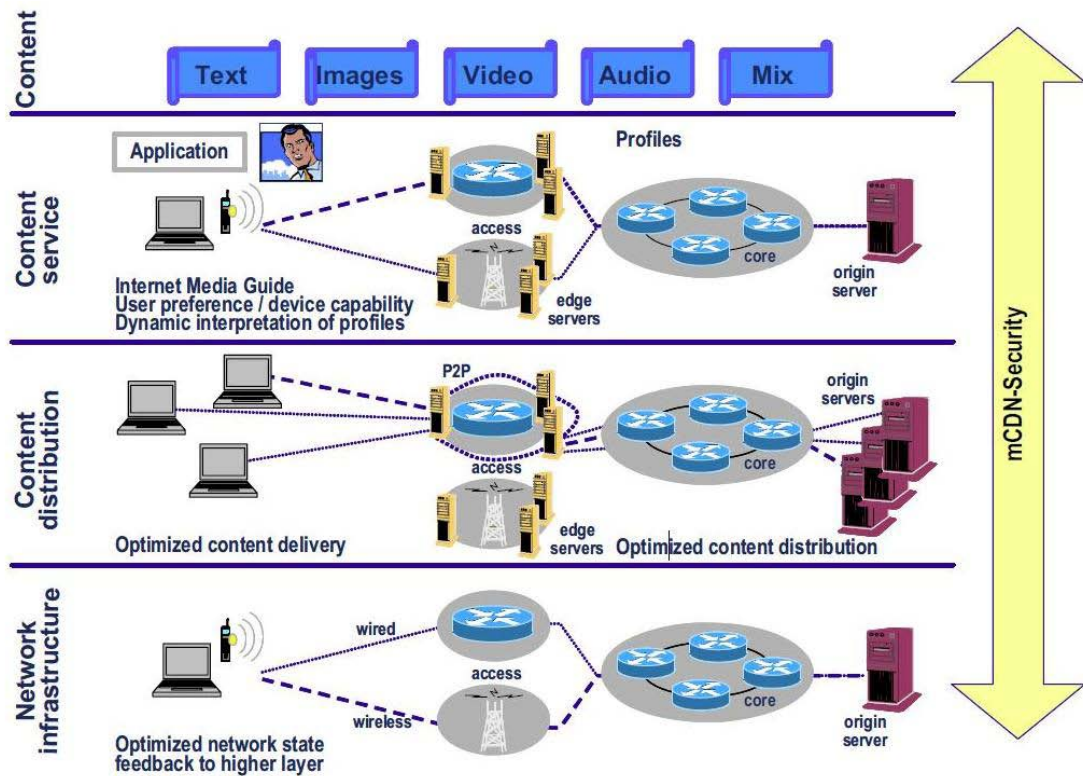 Content
Text
Images
Video
Audio
Mix
Content
service
Application
Profiles
access
core
origin
server
edge
servers
Internet Media Guide
User preference / device capability
Dynamic interpretation of profiles
Content
distribution
P2P
origin
servers
access
core
edge
servers
Optimized content delivery
Optimized content distribution
Network
infrastructure
wired
access
wireless
core
origin
server
Optimized network state
feedback to higher layer
mCDN-Security